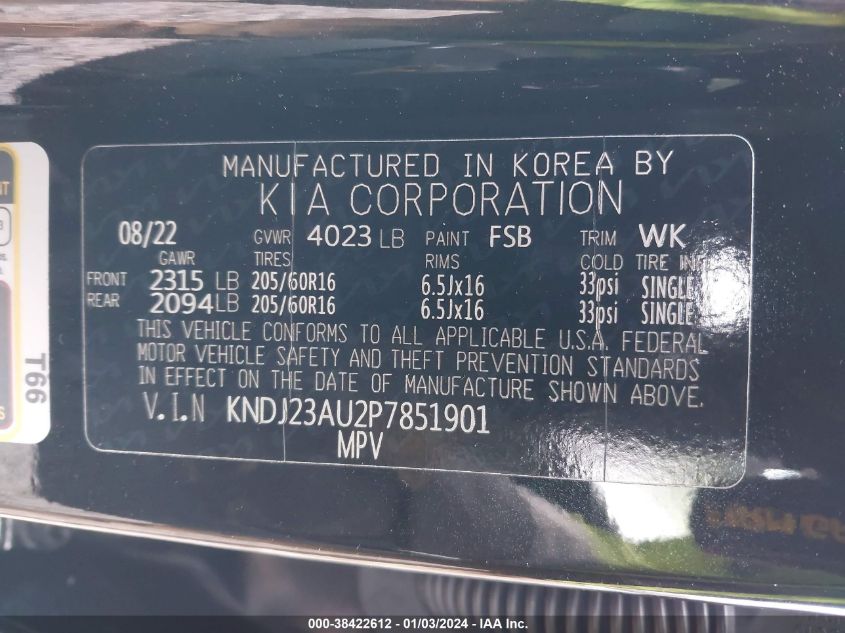 MANUFACTURED IN KOREA BY
KIA CORPORATION
08/22 GVWR 4023 LB PAINT FSB TRIM WK
GAWR TIRES RIMS COLD TIRE INF
FRONT 2315 LB 205/60R16 6.5Jx16 33psi SINGLE
REAR 2094 LB 205/60R16 6.5Jx16 33psi SINGLE
THIS VEHICLE CONFORMS TO ALL APPLICABLE U.S.A. FEDERAL
MOTOR VEHICLE SAFETY AND THEFT PREVENTION STANDARDS
IN EFFECT ON THE DATE OF MANUFACTURE SHOWN ABOVE.
V.I.N KNDJ23AU2P7851901
MPV
T66
000-38422612 - 01/03/2024 - IAA Inc.